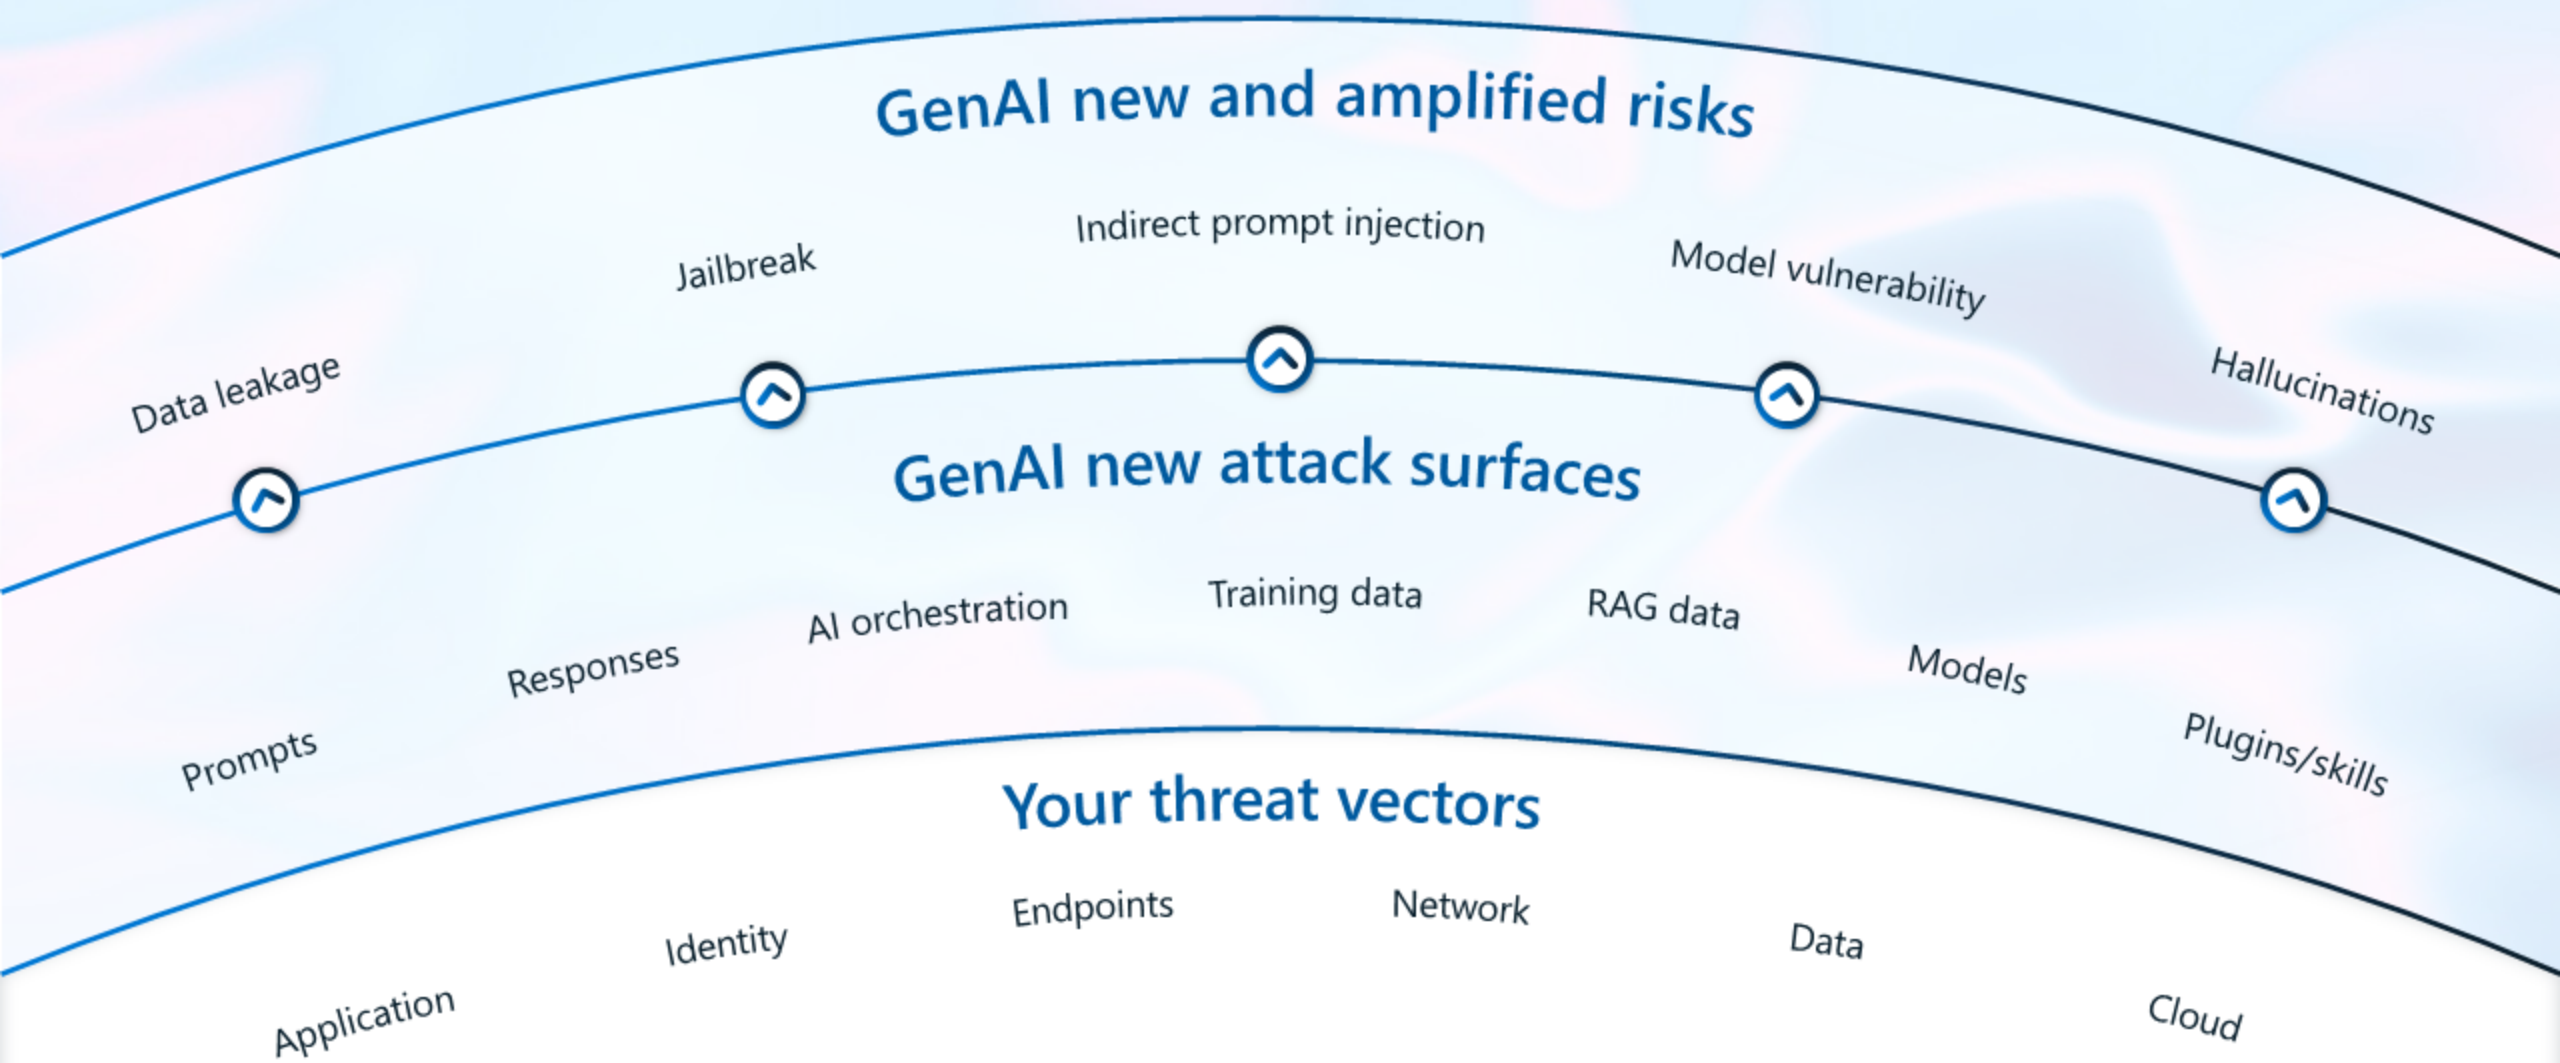 GenAI new and amplified risks
Data leakage
Jailbreak
Indirect prompt injection
Model vulnerability
Hallucinations
GenAI new attack surfaces
Prompts
Responses
AI orchestration
Training data
RAG data
Models
Plugins/skills
Your threat vectors
Application
Identity
Endpoints
Network
Data
Cloud